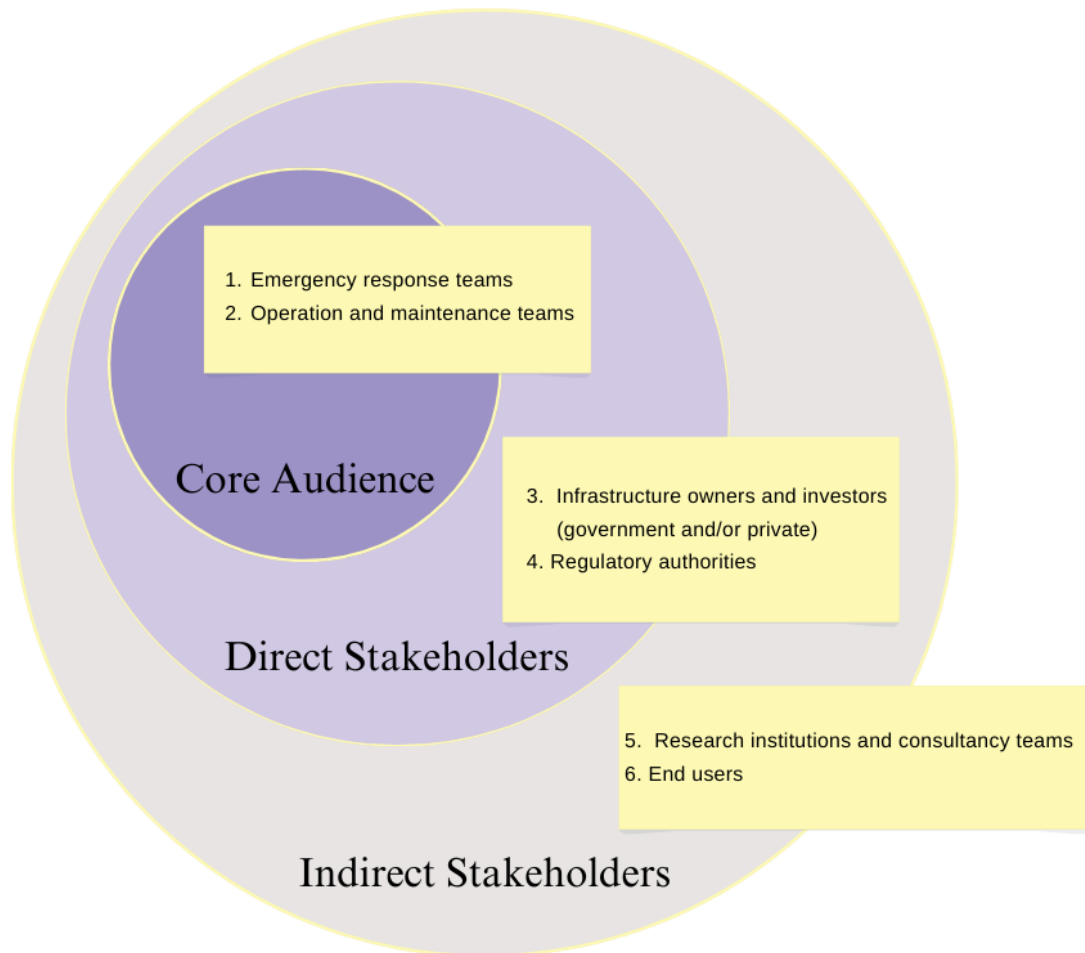 1. Emergency response teams
2. Operation and maintenance teams
Core Audience
3. Infrastructure owners and investors
(government and/or private)
4. Regulatory authorities
Direct Stakeholders
5. Research institutions and consultancy teams
6. End users
Indirect Stakeholders